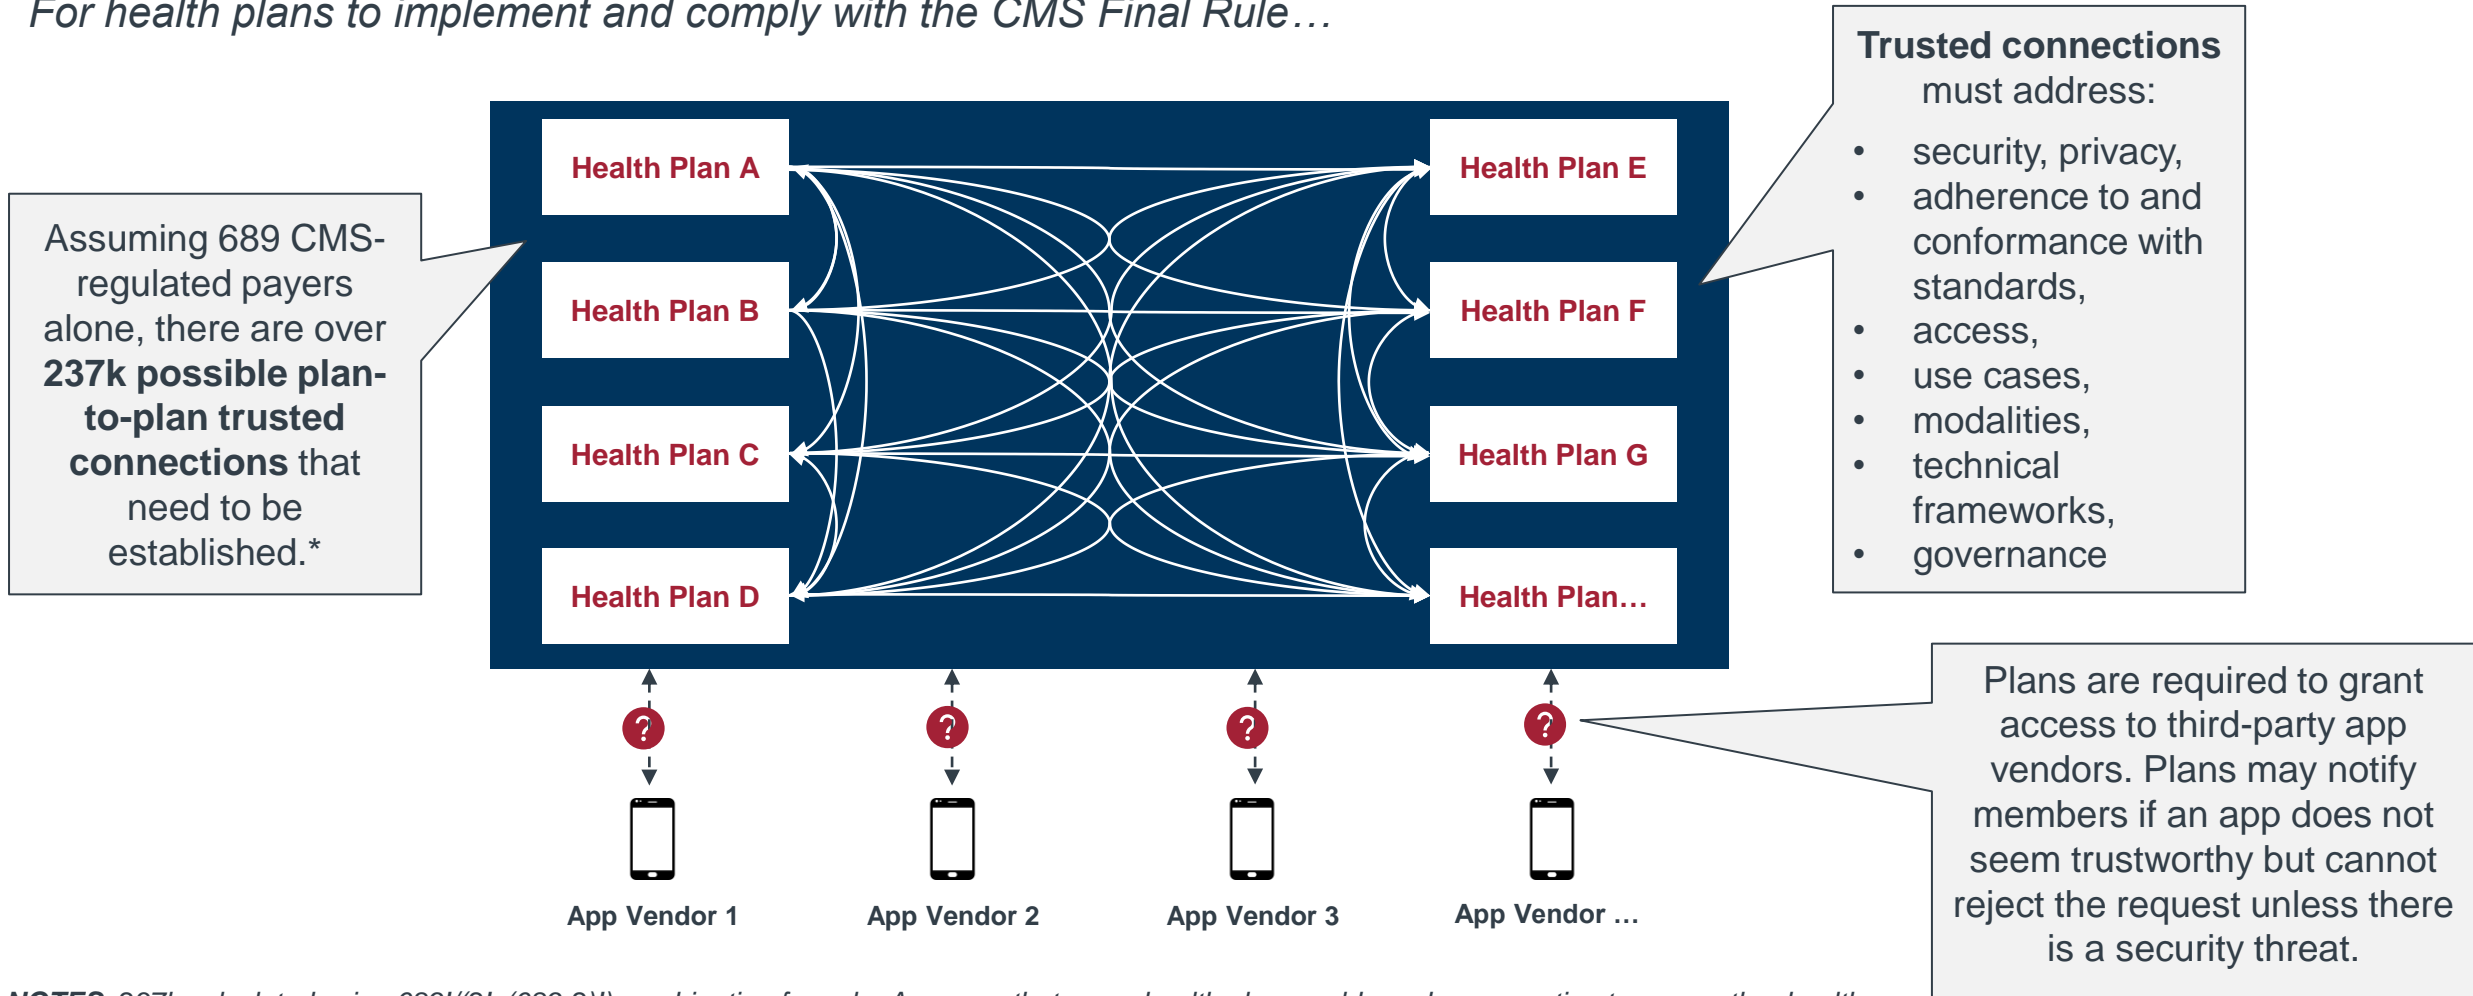 For health plans to implement and comply with the CMS Final Rule…
Trusted connections
must address:
• security, privacy,
• adherence to and
conformance with
standards,
• access,
• use cases,
• modalities,
• technical
frameworks,
• governance
Assuming 689 CMS-
regulated payers
alone, there are over
237k possible plan-
to-plan trusted
connections that
need to be
established.*
Health Plan A
Health Plan E
Health Plan B
Health Plan F
Health Plan C
Health Plan G
Health Plan D
Health Plan…
?
?
?
?
Plans are required to grant
access to third-party app
vendors. Plans may notify
members if an app does not
seem trustworthy but cannot
reject the request unless there
is a security threat.
App Vendor 1
App Vendor 2
App Vendor 3
App Vendor …
NOTES